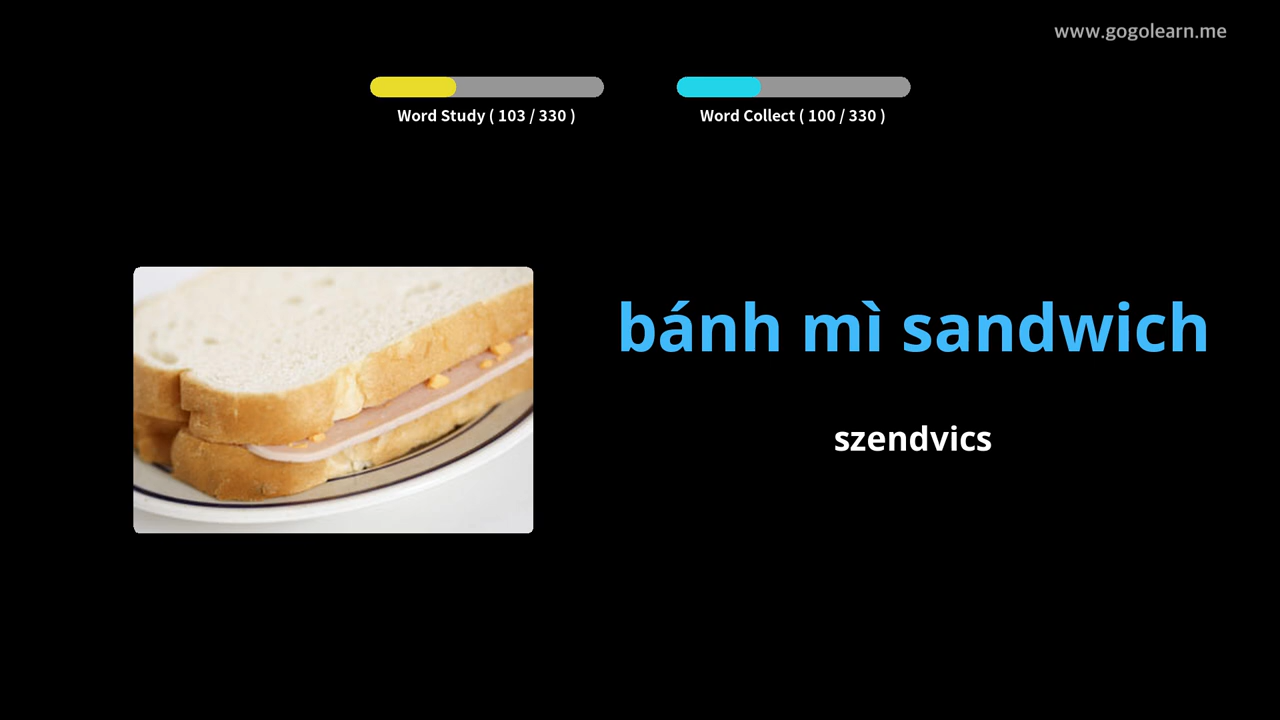 www.gogolearn.me
Word Study ( 103 / 330 )
Word Collect ( 100 / 330 )
bánh mì sandwich
szendvics